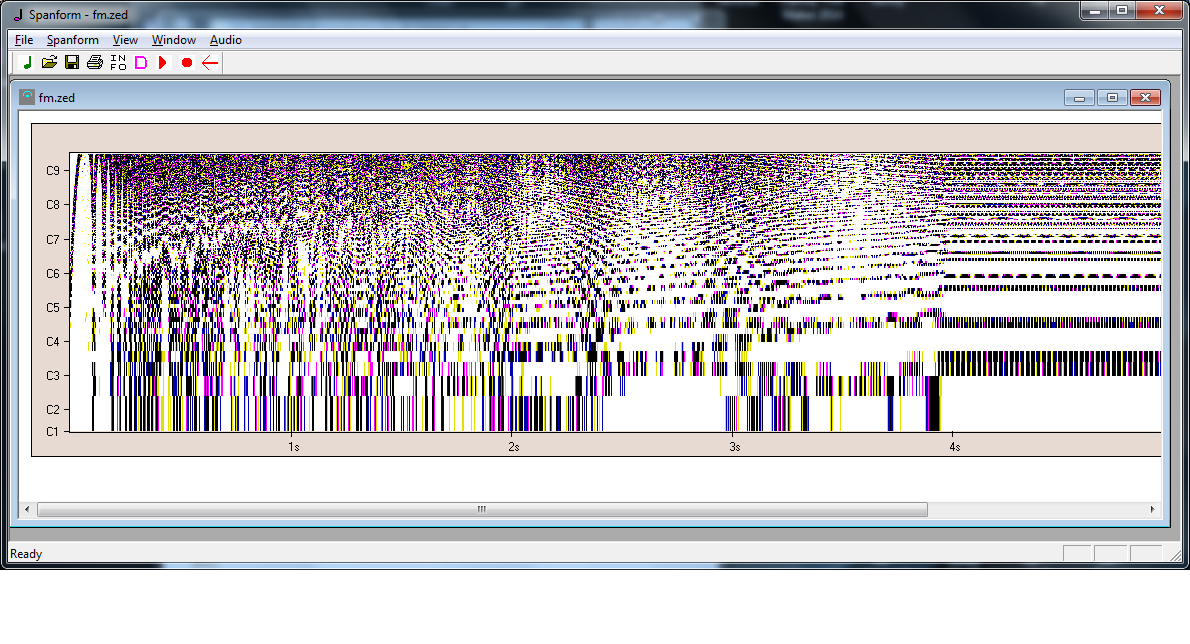 Spanform - fm.zed
File Spanform View Window Audio
IN
FO
fm.zed
C9
C8
C7
C6
C5
C4
C3
C2
C1
1s 2s 3s 4s
Ready